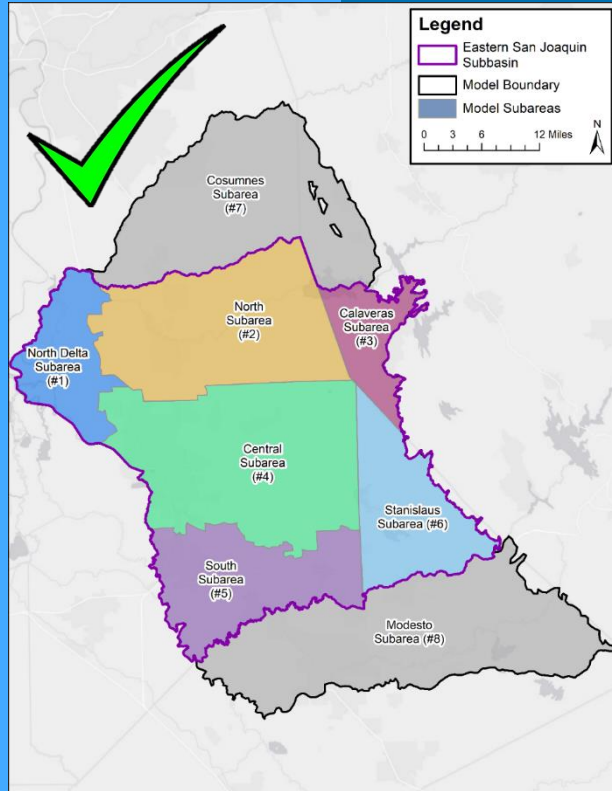 Legend
Eastern San Joaquin
Subbasin
Model Boundary
Model Subareas
0 3 6 12 Miles
N
Cosumnes
Subarea
(#7)
North
Subarea
(#2)
Calaveras
Subarea
(#3)
North Delta
Subarea
(#1)
Central
Subarea
(#4)
Stanislaus
Subarea (#6)
South
Subarea
(#5)
Modesto
Subarea (#8)